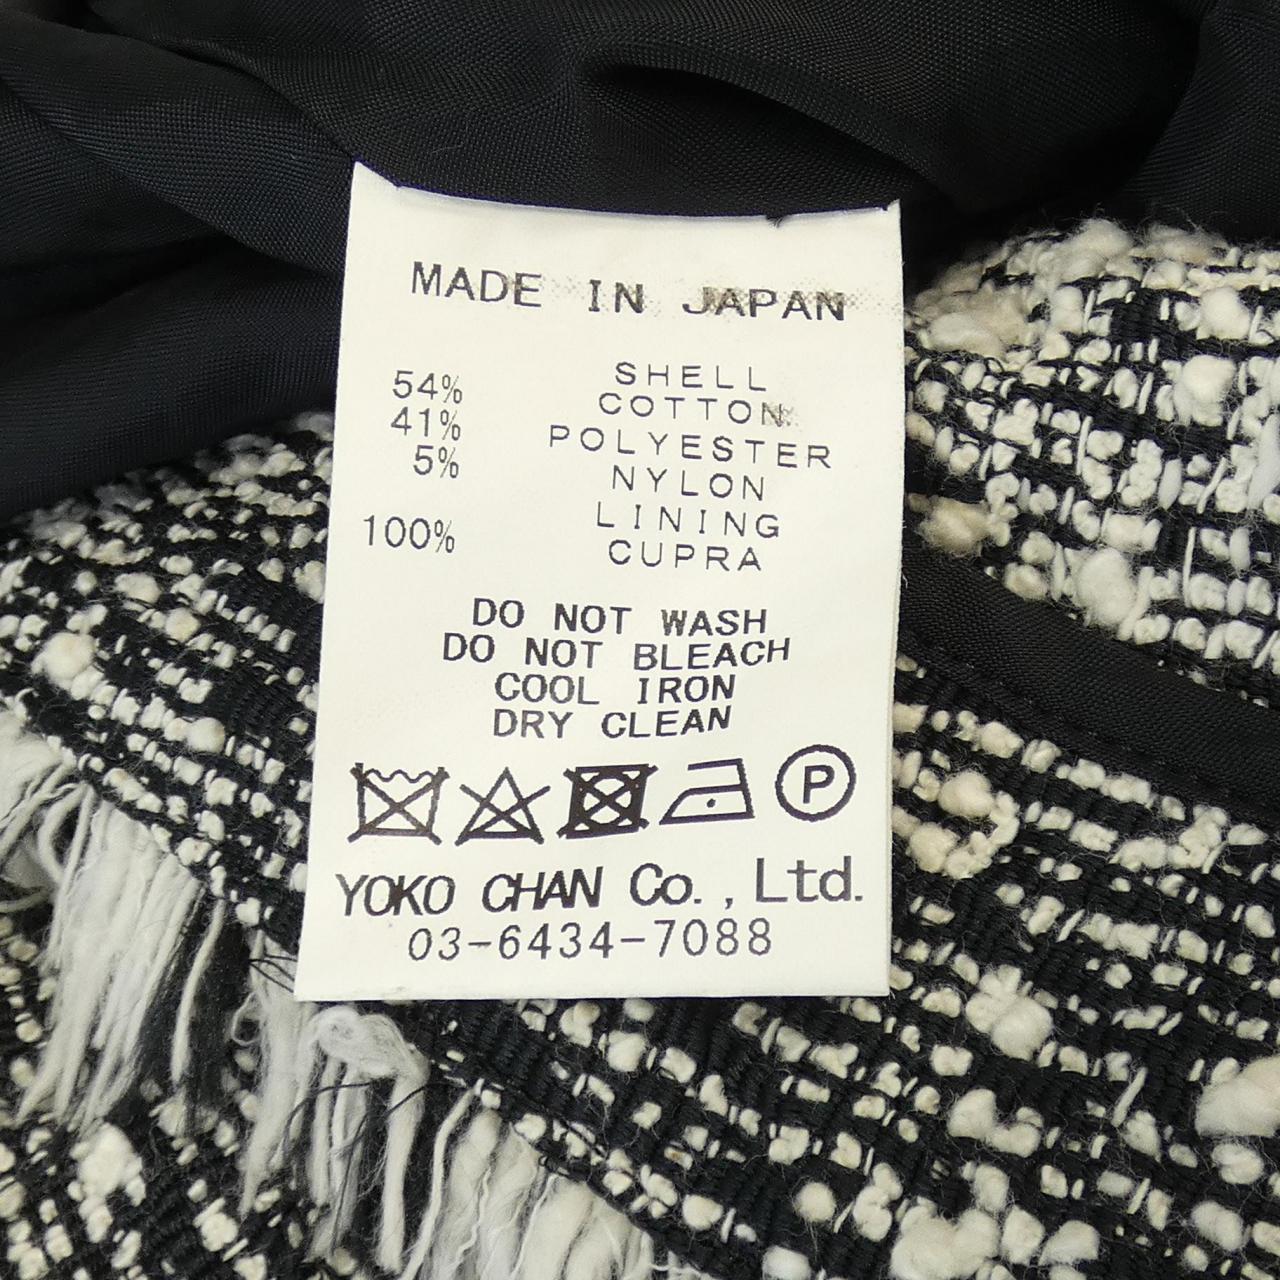 MADE IN JAPAN
SHELL
54% COTTON
41% POLYESTER
5% NYLON
LINING
100% CUPRA
DO NOT WASH
DO NOT BLEACH
COOL IRON
DRY CLEAN
P
YOKO CHAN Co., Ltd.
03-6434-7088